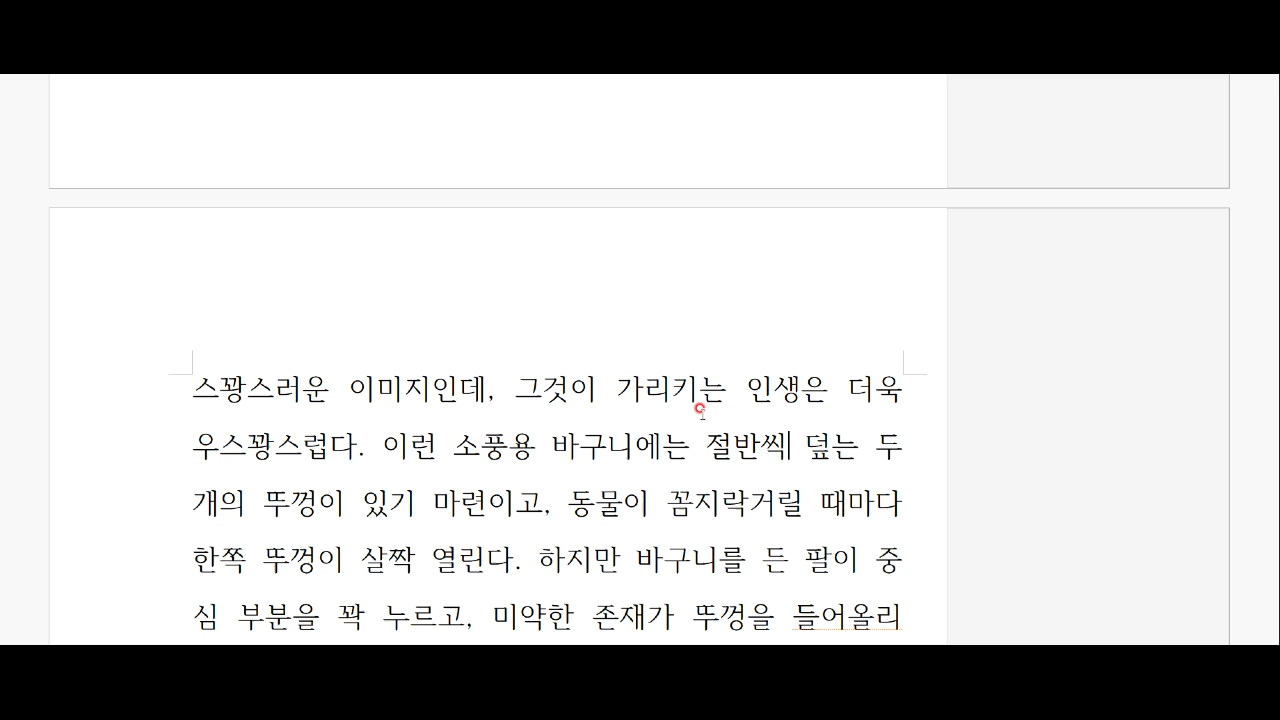 스꽝스러운 이미지인데, 그것이 가리키는 인생은 더욱
우스꽝스럽다. 이런 소풍용 바구니에는 절반씩 덮는 두
개의 뚜껑이 있기 마련이고, 동물이 꼼지락거릴 때마다
한쪽 뚜껑이 살짝 열린다. 하지만 바구니를 든 팔이 중
심 부분을 꽉 누르고, 미약한 존재가 뚜껑을 들어올리